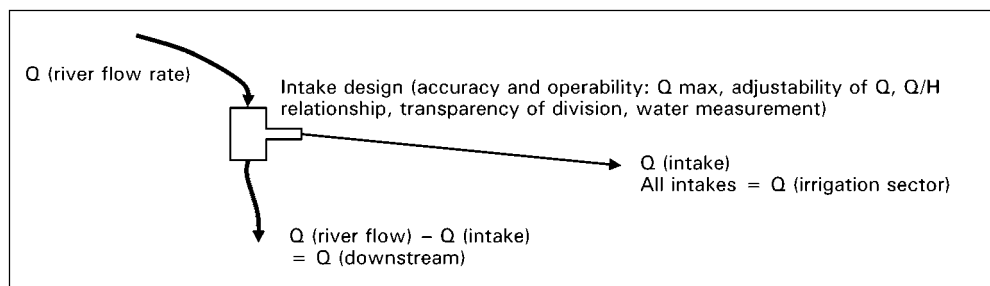 Q (river flow rate)
Intake design (accuracy and operability: Q max, adjustability of Q, Q/H
relationship, transparency of division, water measurement)
Q (intake)
All intakes = Q (irrigation sector)
Q (river flow) – Q (intake)
= Q (downstream)